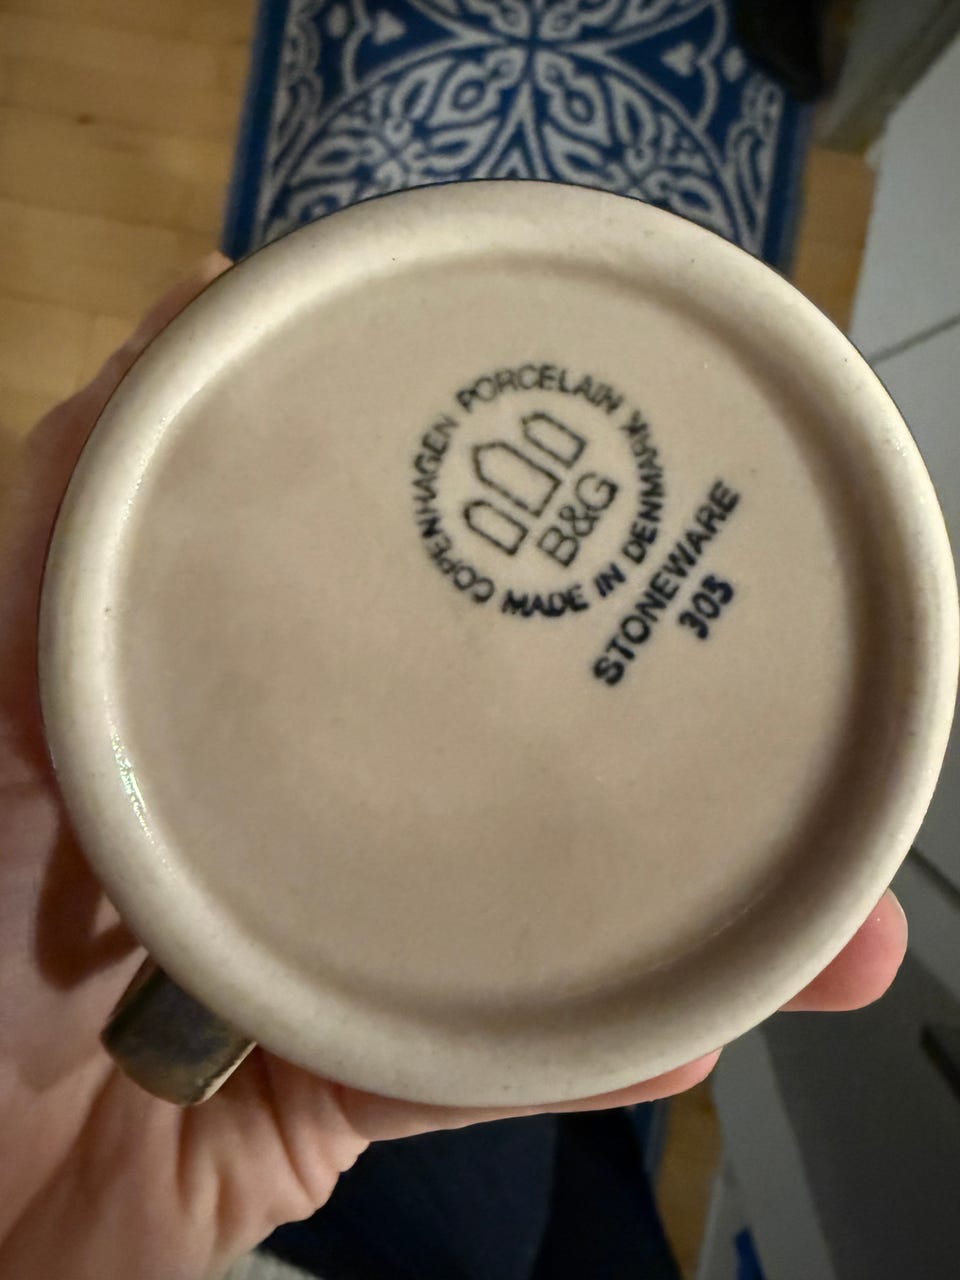 COPENHAGEN PORCELAIN MADE IN DENMARK
B&G
STONEWARE
305